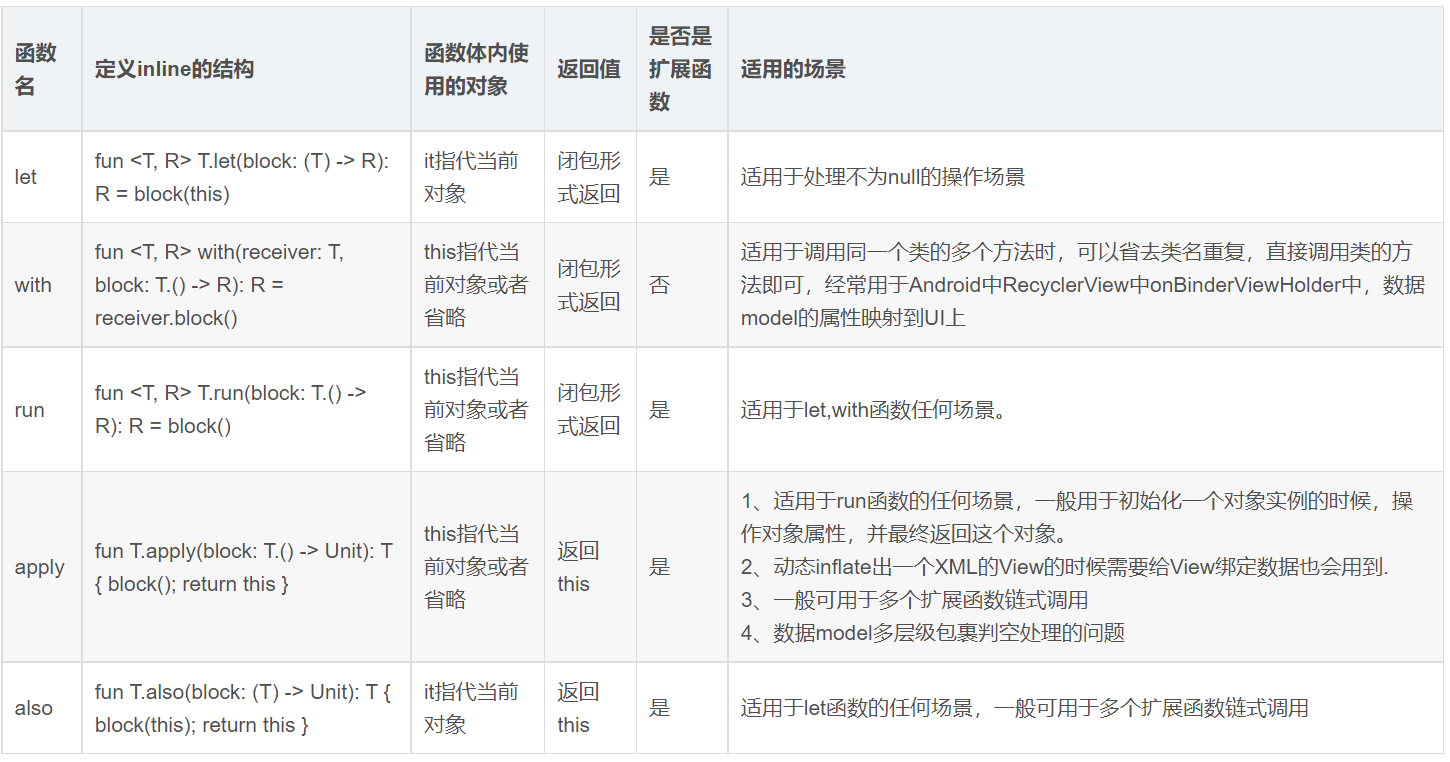 函数名
定义inline的结构
函数体内使用的对象
返回值
是否是扩展函数
适用的场景
let
fun <T, R> T.let(block: (T) -> R):
R = block(this)
it指代当前
对象
闭包形
式返回
是
适用于处理不为null的操作场景
with
fun <T, R> with(receiver: T,
block: T.() -> R): R =
receiver.block()
this指代当
前对象或者
省略
闭包形
式返回
否
适用于调用同一个类的多个方法时，可以省去类名重复，直接调用类的方
法即可，经常用于Android中RecyclerView中onBinderViewHolder中，数据
model的属性映射到UI上
run
fun <T, R> T.run(block: T.() ->
R): R = block()
this指代当
前对象或者
省略
闭包形
式返回
是
适用于let,with函数任何场景。
apply
fun T.apply(block: T.() -> Unit): T
{ block(); return this }
this指代当
前对象或者
省略
返回
this
是
1、适用于run函数的任何场景，一般用于初始化一个对象实例的时候，操
作对象属性，并最终返回这个对象。
2、动态inflate出一个XML的View的时候需要给View绑定数据也会用到.
3、一般可用于多个扩展函数链式调用
4、数据model多层级包裹判空处理的问题
also
fun T.also(block: (T) -> Unit): T {
block(this); return this }
it指代当前
对象
返回
this
是
适用于let函数的任何场景，一般可用于多个扩展函数链式调用